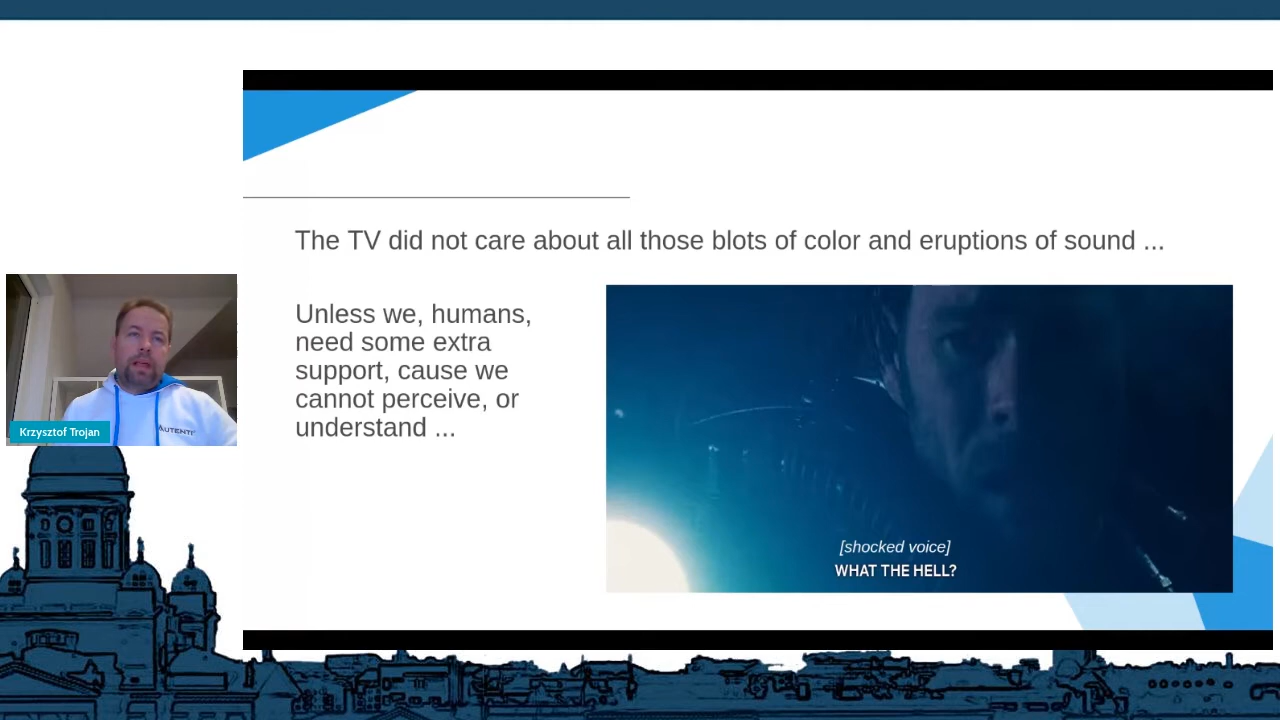 The TV did not care about all those blots of color and eruptions of sound ...
Unless we, humans,
need some extra
support, cause we
cannot perceive, or
understand ...
[shocked voice]
WHAT THE HELL?
AUTENTI
Krzysztof Trojan